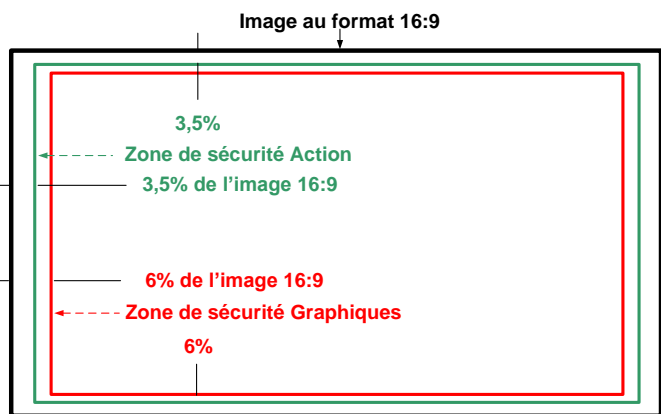 Image au format 16:9
3,5%
Zone de sécurité Action
3,5% de l’image 16:9
6% de l’image 16:9
Zone de sécurité Graphiques
6%